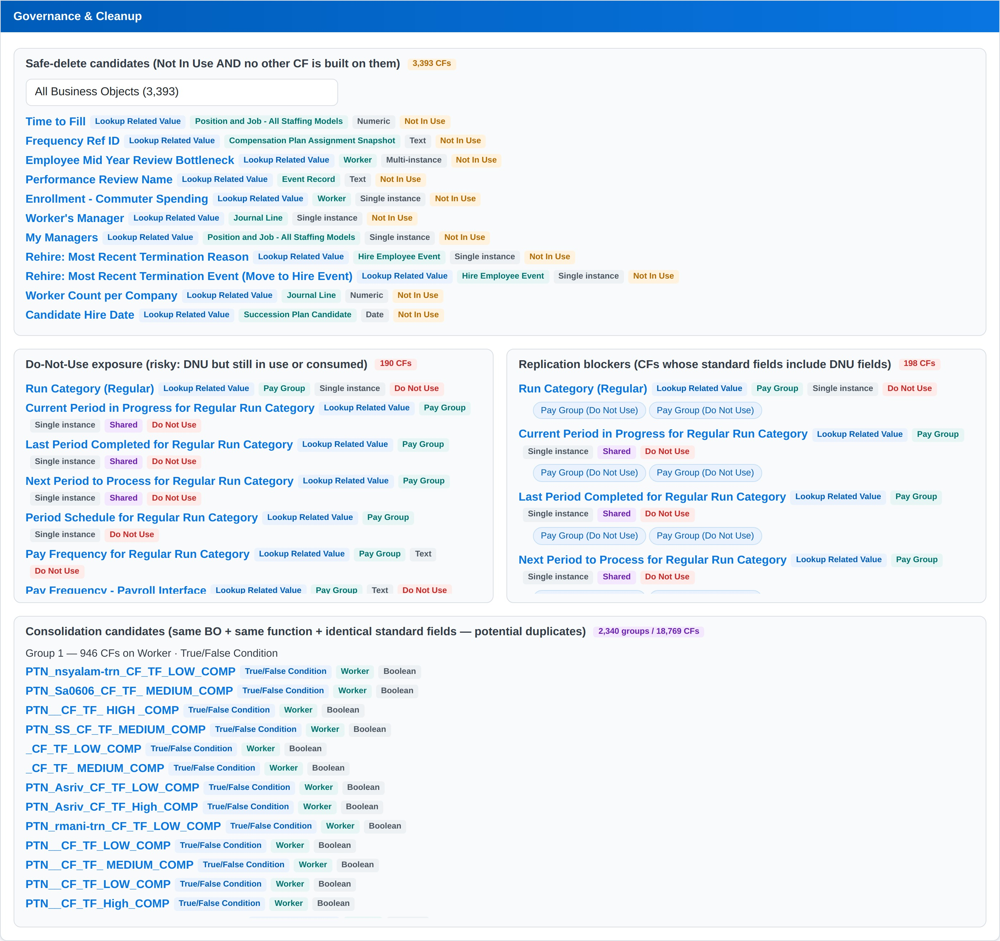 Governance & Cleanup
Safe-delete candidates (Not In Use AND no other CF is built on them) 3,393 CFs
All Business Objects (3,393)
Time to Fill Lookup Related Value Position and Job - All Staffing Models Numeric Not In Use
Frequency Ref ID Lookup Related Value Compensation Plan Assignment Snapshot Text Not In Use
Employee Mid Year Review Bottleneck Lookup Related Value Worker Multi-instance Not In Use
Performance Review Name Lookup Related Value Event Record Text Not In Use
Enrollment - Commuter Spending Lookup Related Value Worker Single instance Not In Use
Worker's Manager Lookup Related Value Journal Line Single instance Not In Use
My Managers Lookup Related Value Position and Job - All Staffing Models Single instance Not In Use
Rehire: Most Recent Termination Reason Lookup Related Value Hire Employee Event Single instance Not In Use
Rehire: Most Recent Termination Event (Move to Hire Event) Lookup Related Value Hire Employee Event Single instance Not In Use
Worker Count per Company Lookup Related Value Journal Line Numeric Not In Use
Candidate Hire Date Lookup Related Value Succession Plan Candidate Date Not In Use
Do-Not-Use exposure (risky: DNU but still in use or consumed) 190 CFs
Run Category (Regular) Lookup Related Value Pay Group Single instance Do Not Use
Current Period in Progress for Regular Run Category Lookup Related Value Pay Group
Single instance Shared Do Not Use
Last Period Completed for Regular Run Category Lookup Related Value Pay Group
Single instance Shared Do Not Use
Next Period to Process for Regular Run Category Lookup Related Value Pay Group
Single instance Shared Do Not Use
Period Schedule for Regular Run Category Lookup Related Value Pay Group
Single instance Do Not Use
Pay Frequency for Regular Run Category Lookup Related Value Pay Group Text
Do Not Use
Pay Frequency - Payroll Interface Lookup Related Value Pay Group Text Do Not Use
Replication blockers (CFs whose standard fields include DNU fields) 198 CFs
Run Category (Regular) Lookup Related Value Pay Group Single instance Do Not Use
Pay Group (Do Not Use) Pay Group (Do Not Use)
Current Period in Progress for Regular Run Category Lookup Related Value Pay Group
Single instance Shared Do Not Use
Pay Group (Do Not Use) Pay Group (Do Not Use)
Last Period Completed for Regular Run Category Lookup Related Value Pay Group
Single instance Shared Do Not Use
Pay Group (Do Not Use) Pay Group (Do Not Use)
Next Period to Process for Regular Run Category Lookup Related Value Pay Group
Single instance Shared Do Not Use
Consolidation candidates (same BO + same function + identical standard fields — potential duplicates) 2,340 groups / 18,769 CFs
Group 1 — 946 CFs on Worker · True/False Condition
PTN_nsyalam-trn_CF_TF_LOW_COMP True/False Condition Worker Boolean
PTN_Sa0606_CF_TF_ MEDIUM_COMP True/False Condition Worker Boolean
PTN__CF_TF_ HIGH _COMP True/False Condition Worker Boolean
PTN_SS_CF_TF_MEDIUM_COMP True/False Condition Worker Boolean
_CF_TF_LOW_COMP True/False Condition Worker Boolean
_CF_TF_ MEDIUM_COMP True/False Condition Worker Boolean
PTN_Asriv_CF_TF_LOW_COMP True/False Condition Worker Boolean
PTN_Asriv_CF_TF_High_COMP True/False Condition Worker Boolean
PTN_rmani-trn_CF_TF_LOW_COMP True/False Condition Worker Boolean
PTN__CF_TF_LOW_COMP True/False Condition Worker Boolean
PTN__CF_TF_ MEDIUM_COMP True/False Condition Worker Boolean
PTN__CF_TF_LOW_COMP True/False Condition Worker Boolean
PTN__CF_TF_High_COMP True/False Condition Worker Boolean